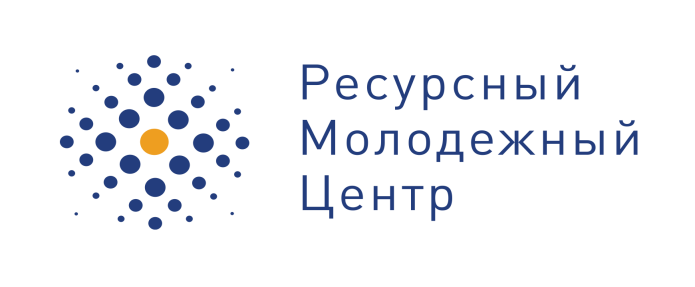 Ресурсный
Молодежный
Центр